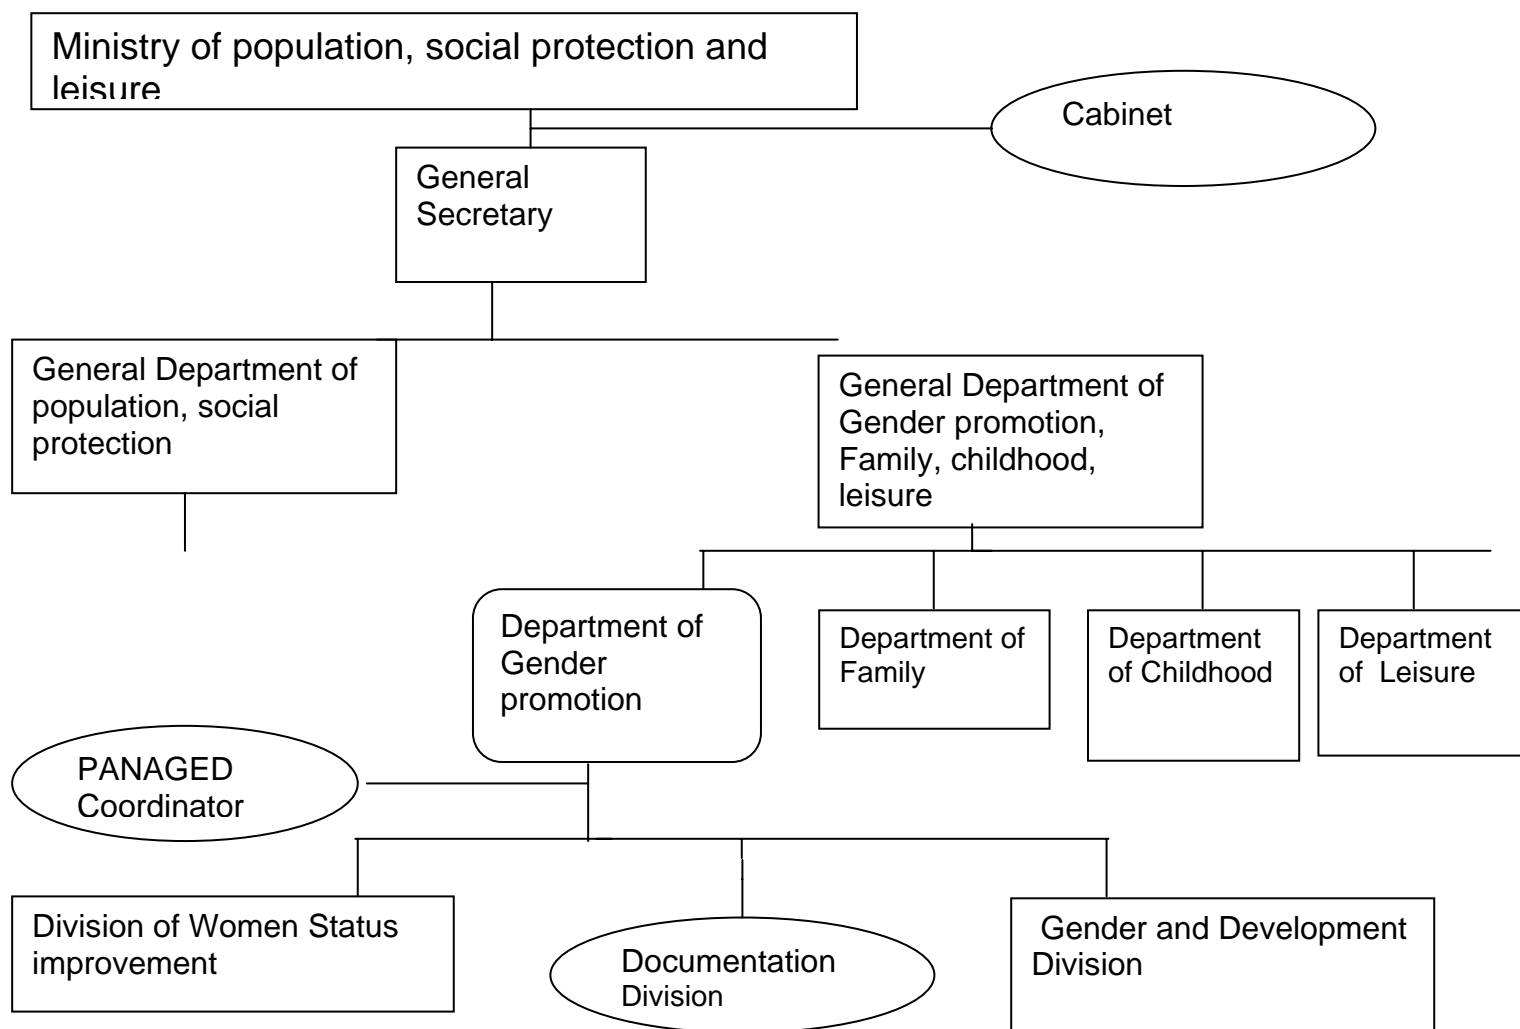 Ministry of population, social protection and
leisure
Cabinet
General
Secretary
General Department of
population, social
protection
General Department of
Gender promotion,
Family, childhood,
leisure
Department of
Gender
promotion
Department of
Family
Department
of Childhood
Department
of Leisure
PANAGED
Coordinator
Division of Women Status
improvement
Documentation
Division
Gender and Development
Division